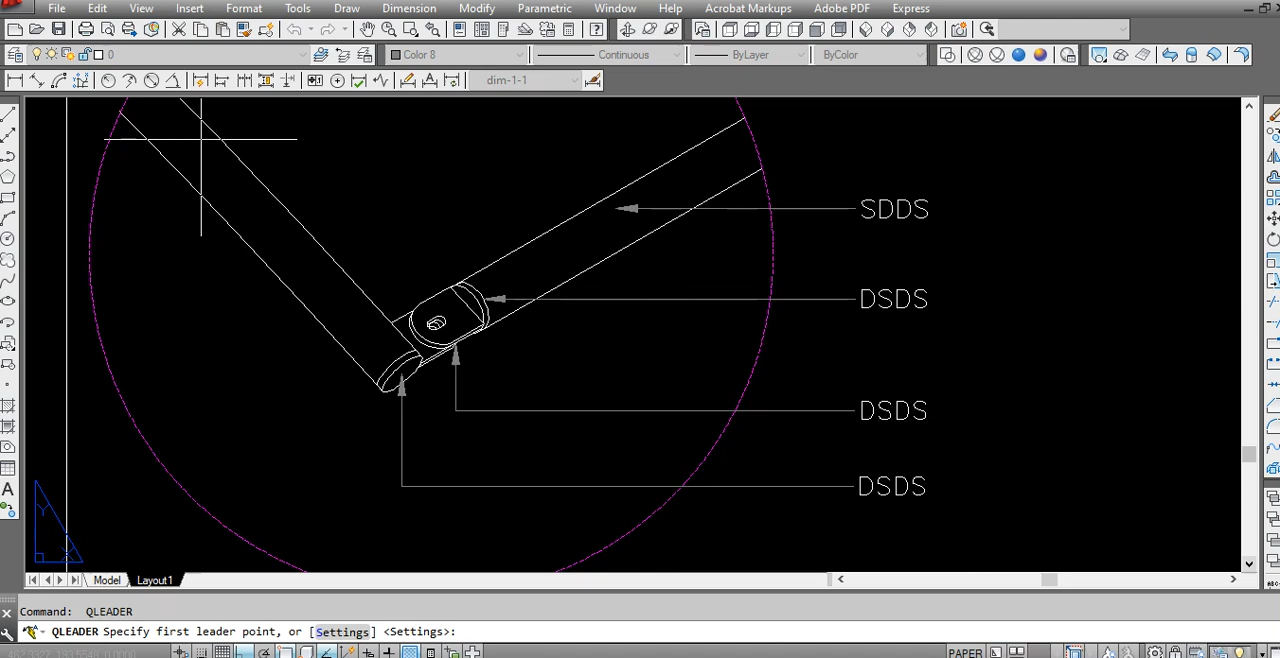 File Edit View Insert Format Tools Draw Dimension Modify Parametric Window Help Acrobat Markups Adobe PDF Express
0 Color 8 Continuous ByLayer ByColor
dim-1-1
SDDS
DSDS
DSDS
DSDS
Model Layout1
Command: QLEADER
QLEADER Specify first leader point, or [Settings] <Settings>:
PAPER